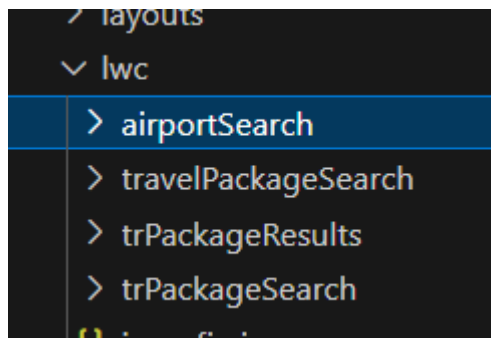 layouts
lwc
airportSearch
travelPackageSearch
trPackageResults
trPackageSearch